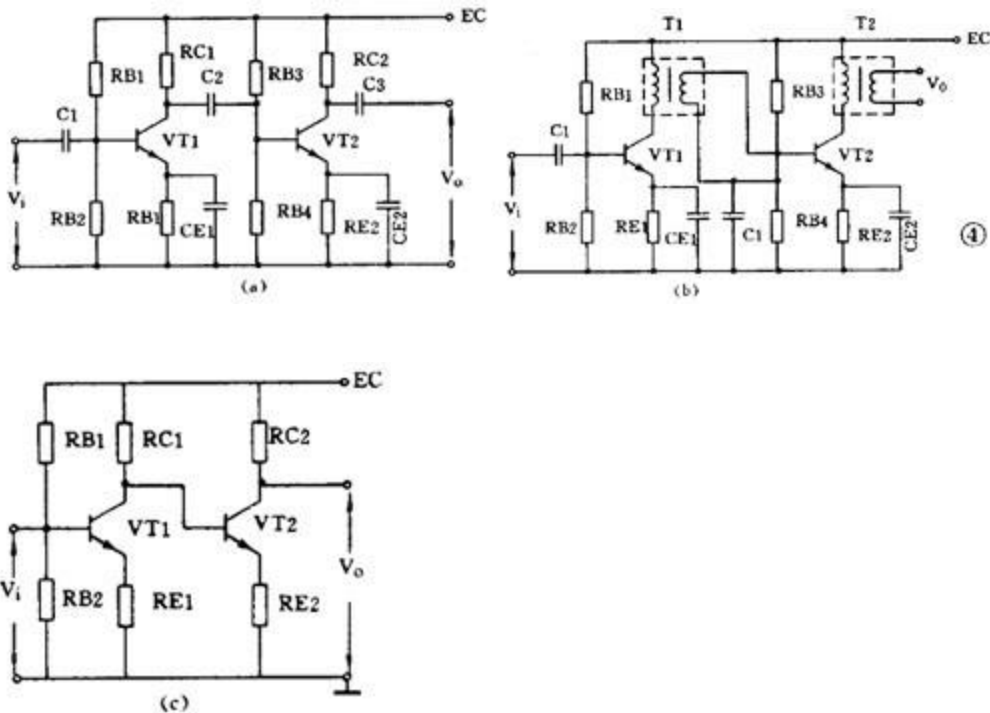 EC
RC1
RC2
RB1
C2
RB3
C3
C1
VT1
VT2
Vi
Vo
RB2
RB1
CE1
RB4
RE2
CE2
(a)
T1
T2
EC
RB1
RB3
Vo
C1
VT1
VT2
Vi
RB2
RE1
CE1
C1
RB4
RE2
CE2
④
(b)
EC
RB1
RC1
RC2
VT1
VT2
Vi
Vo
RB2
RE1
RE2
(c)